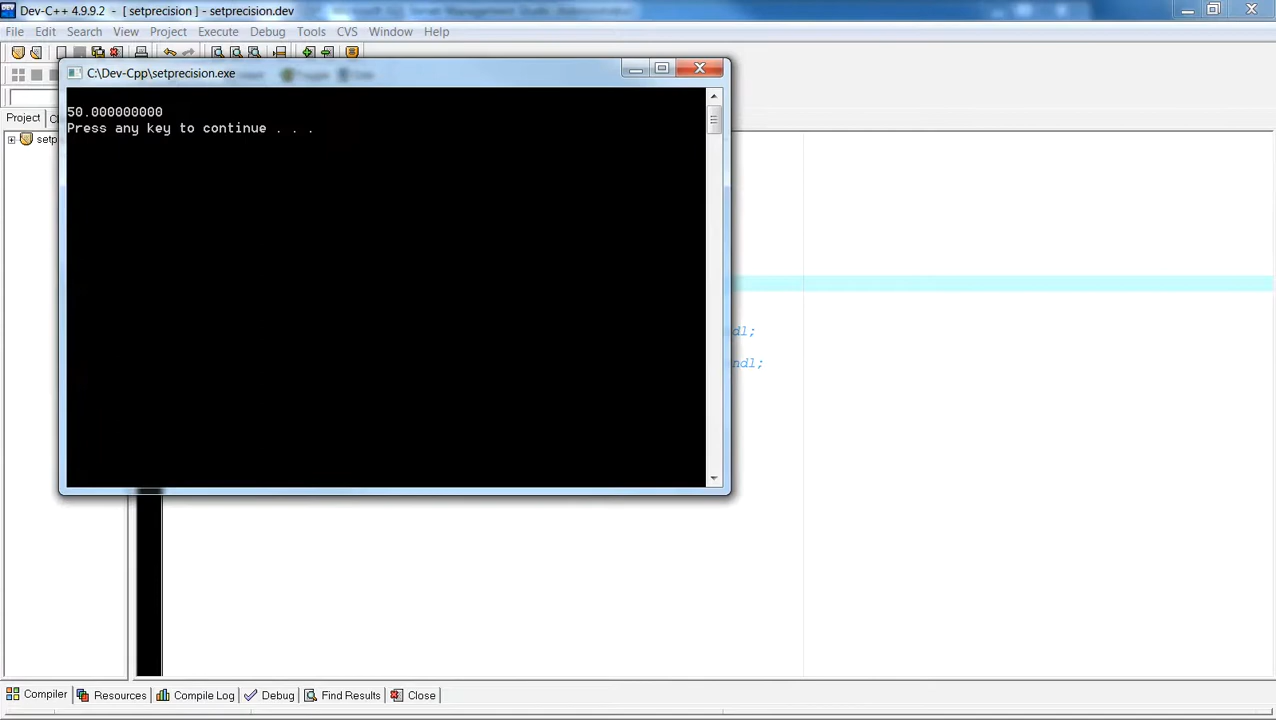 Dev-C++ 4.9.9.2 - [ setprecision ] - setprecision.dev
File Edit Search View Project Execute Debug Tools CVS Window Help
C:\Dev-Cpp\setprecision.exe
50.000000000
Press any key to continue . . .
Project
setp
dl;
ndl;
Compiler Resources Compile Log Debug Find Results Close